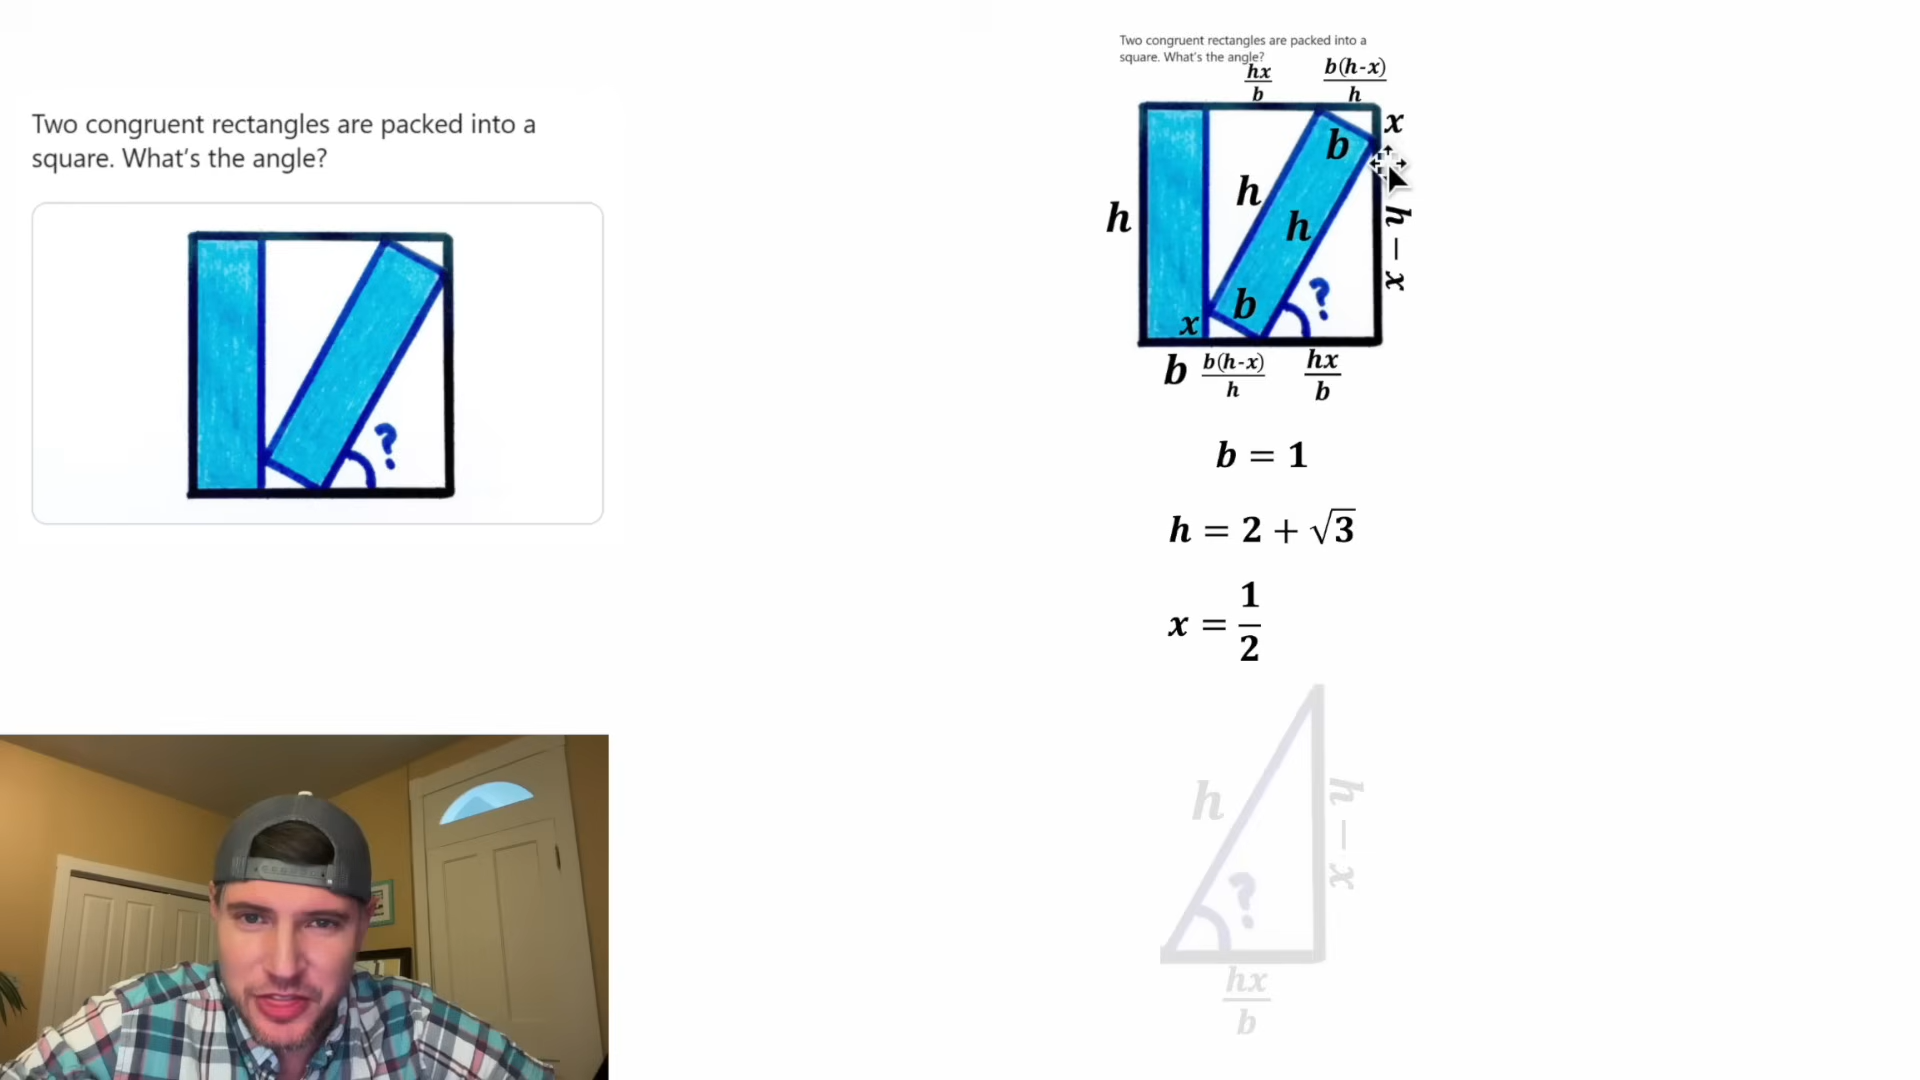 Two congruent rectangles are packed into a
square. What's the angle?
?
Two congruent rectangles are packed into a
square. What's the angle?
hx/b
b(h-x)/h
x
b
h
h
h
h – x
?
b
x
b
b(h-x)/h
hx/b
b = 1
h = 2 + √3
x = 1/2
h
h – x
?
hx/b